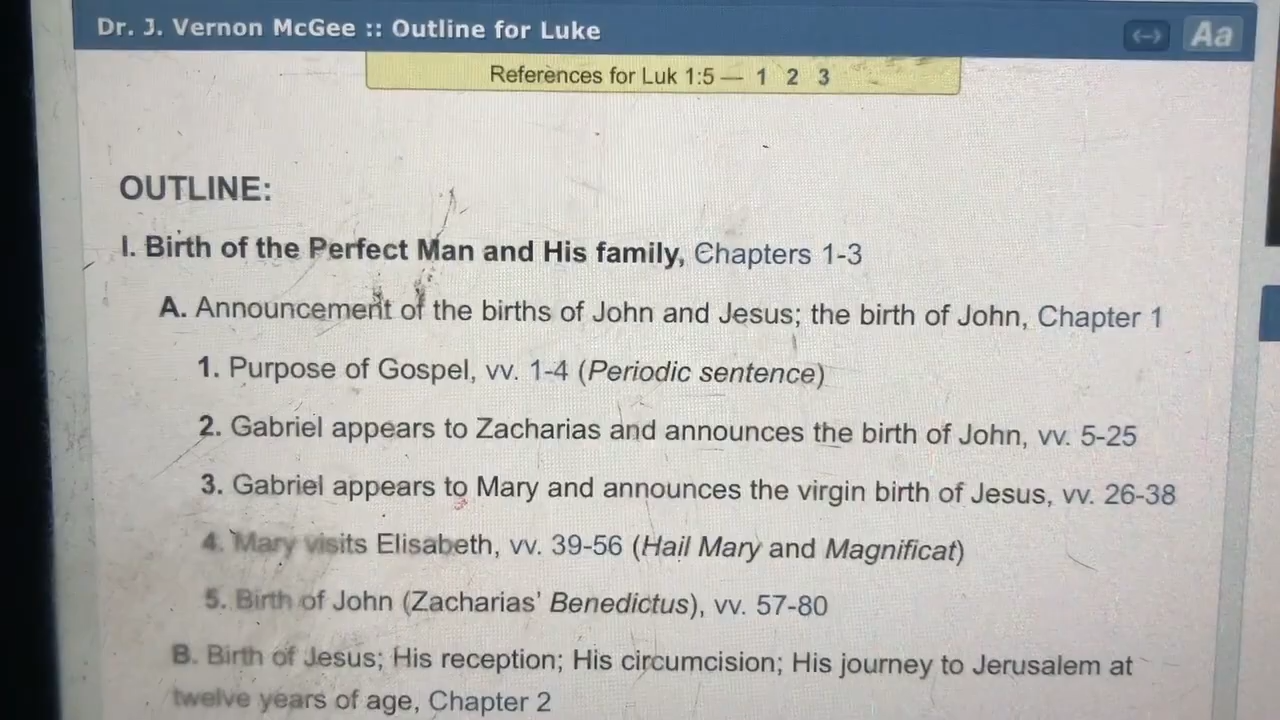 Dr. J. Vernon McGee :: Outline for Luke
Aa
References for Luk 1:5 — 1 2 3
OUTLINE:
I. Birth of the Perfect Man and His family, Chapters 1-3
A. Announcement of the births of John and Jesus; the birth of John, Chapter 1
1. Purpose of Gospel, vv. 1-4 (Periodic sentence)
2. Gabriel appears to Zacharias and announces the birth of John, vv. 5-25
3. Gabriel appears to Mary and announces the virgin birth of Jesus, vv. 26-38
4. Mary visits Elisabeth, vv. 39-56 (Hail Mary and Magnificat)
5. Birth of John (Zacharias' Benedictus), vv. 57-80
B. Birth of Jesus; His reception; His circumcision; His journey to Jerusalem at
twelve years of age, Chapter 2